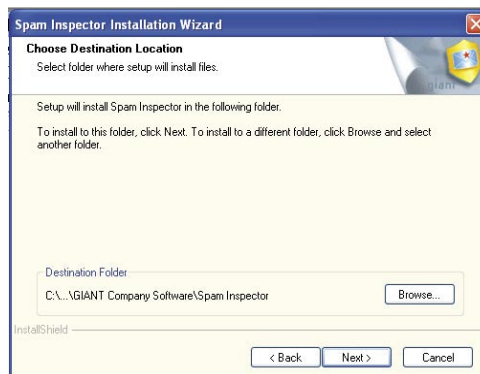 Spam Inspector Installation Wizard
Choose Destination Location
Select folder where setup will install files.
giant
Setup will install Spam Inspector in the following folder.
To install to this folder, click Next. To install to a different folder, click Browse and select
another folder.
Destination Folder
C:\...\GIANT Company Software\Spam Inspector
Browse...
InstallShield
< Back
Next >
Cancel